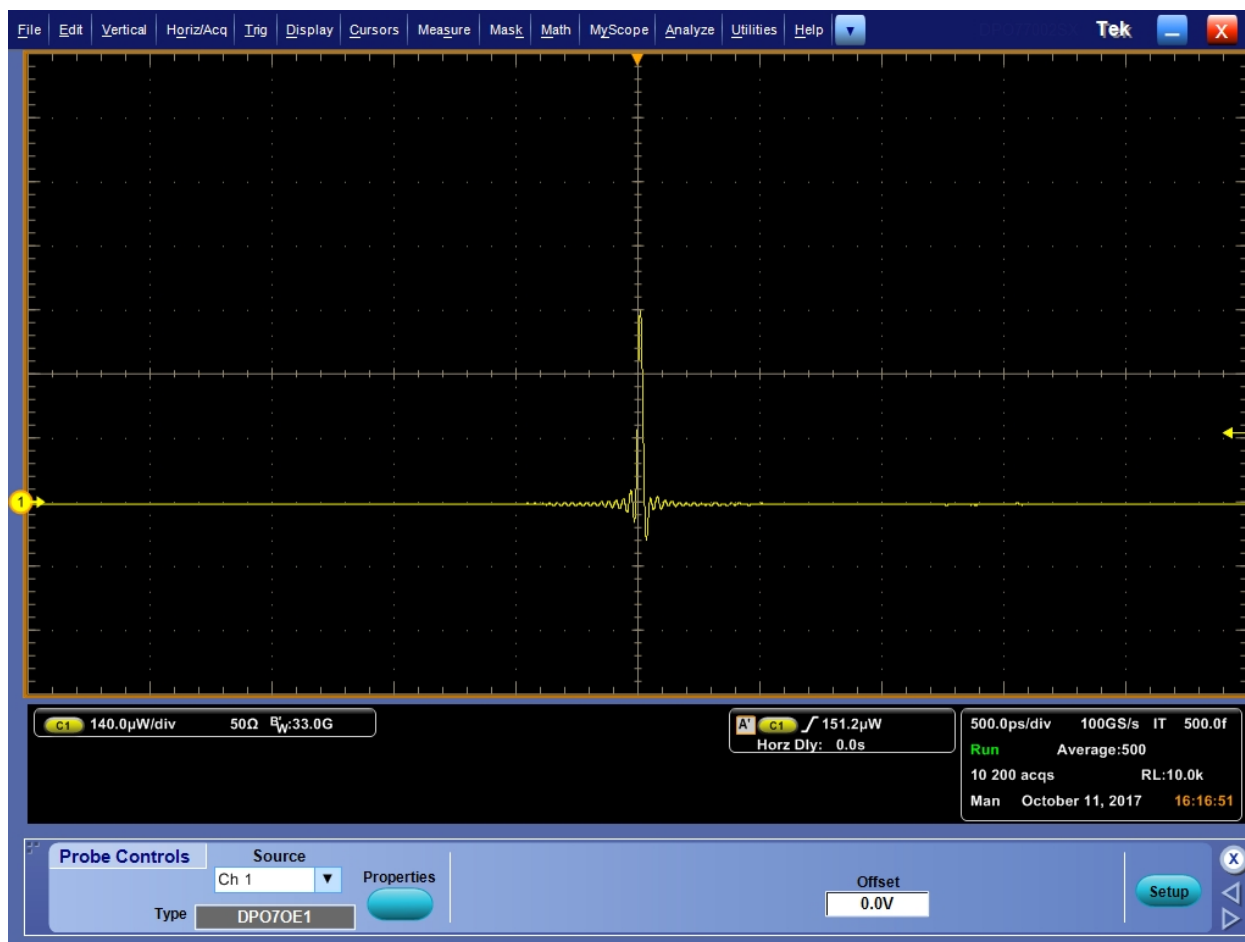 File Edit Vertical Horiz/Acq Trig Display Cursors Measure Mask Math MyScope Analyze Utilities Help Tek X
1
C1 140.0µW/div 50Ω B'W:33.0G
A' C1 151.2µW
Horz Dly: 0.0s
500.0ps/div 100GS/s IT 500.0f
Run Average:500
10 200 acqs RL:10.0k
Man October 11, 2017 16:16:51
Probe Controls
Source
Ch 1
Properties
Type DPO7OE1
Offset
0.0V
Setup
X